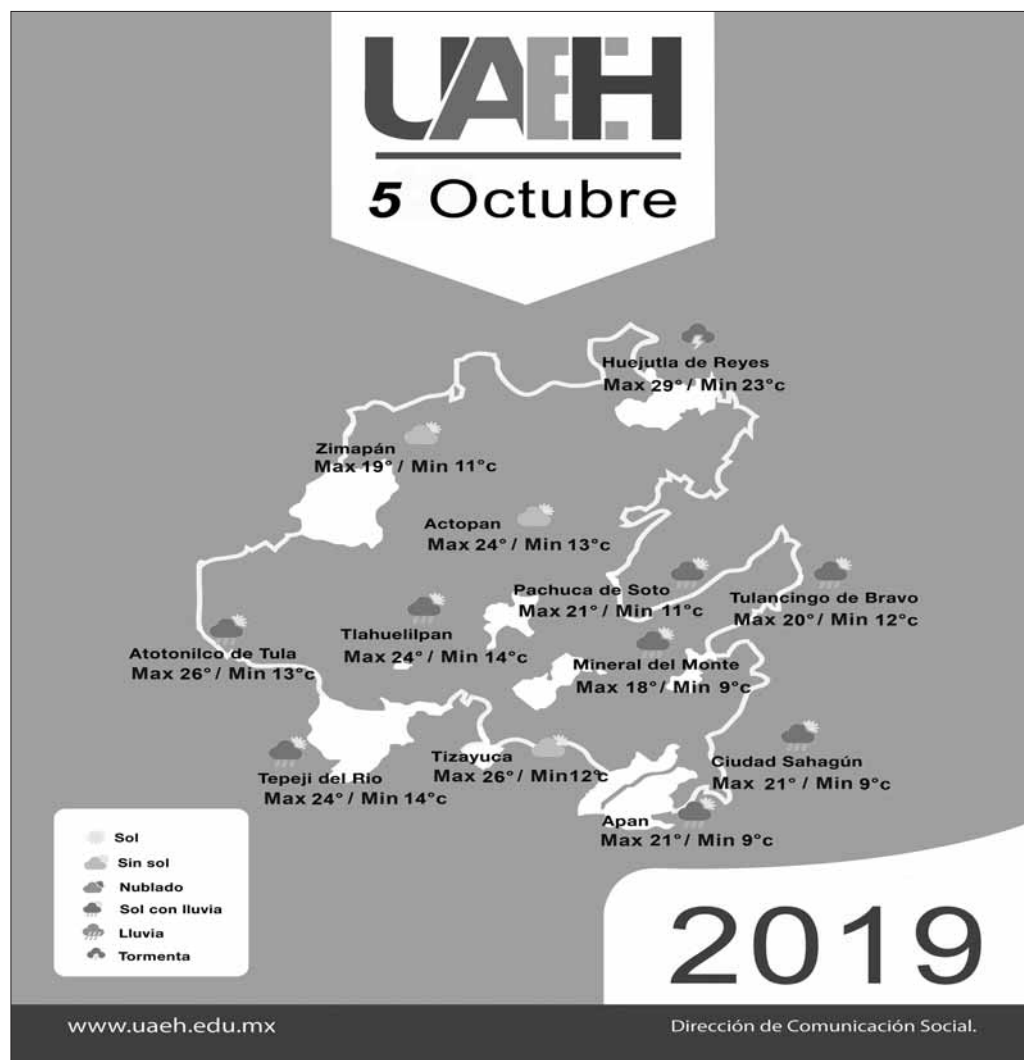 UAEH
5 Octubre
Huejutla de Reyes
Max 29° / Min 23°c
Zimapán
Max 19° / Min 11°c
Actopan
Max 24° / Min 13°c
Pachuca de Soto
Max 21° / Min 11°c
Tulancingo de Bravo
Max 20° / Min 12°c
Tlahuelilpan
Max 24° / Min 14°c
Atotonilco de Tula
Max 26° / Min 13°c
Mineral del Monte
Max 18° / Min 9°c
Tizayuca
Max 26° / Min12°c
Ciudad Sahagún
Max 21° / Min 9°c
Tepeji del Rio
Max 24° / Min 14°c
Apan
Max 21° / Min 9°c
Sol
Sin sol
Nublado
Sol con lluvia
Lluvia
Tormenta
2019
www.uaeh.edu.mx
Dirección de Comunicación Social.